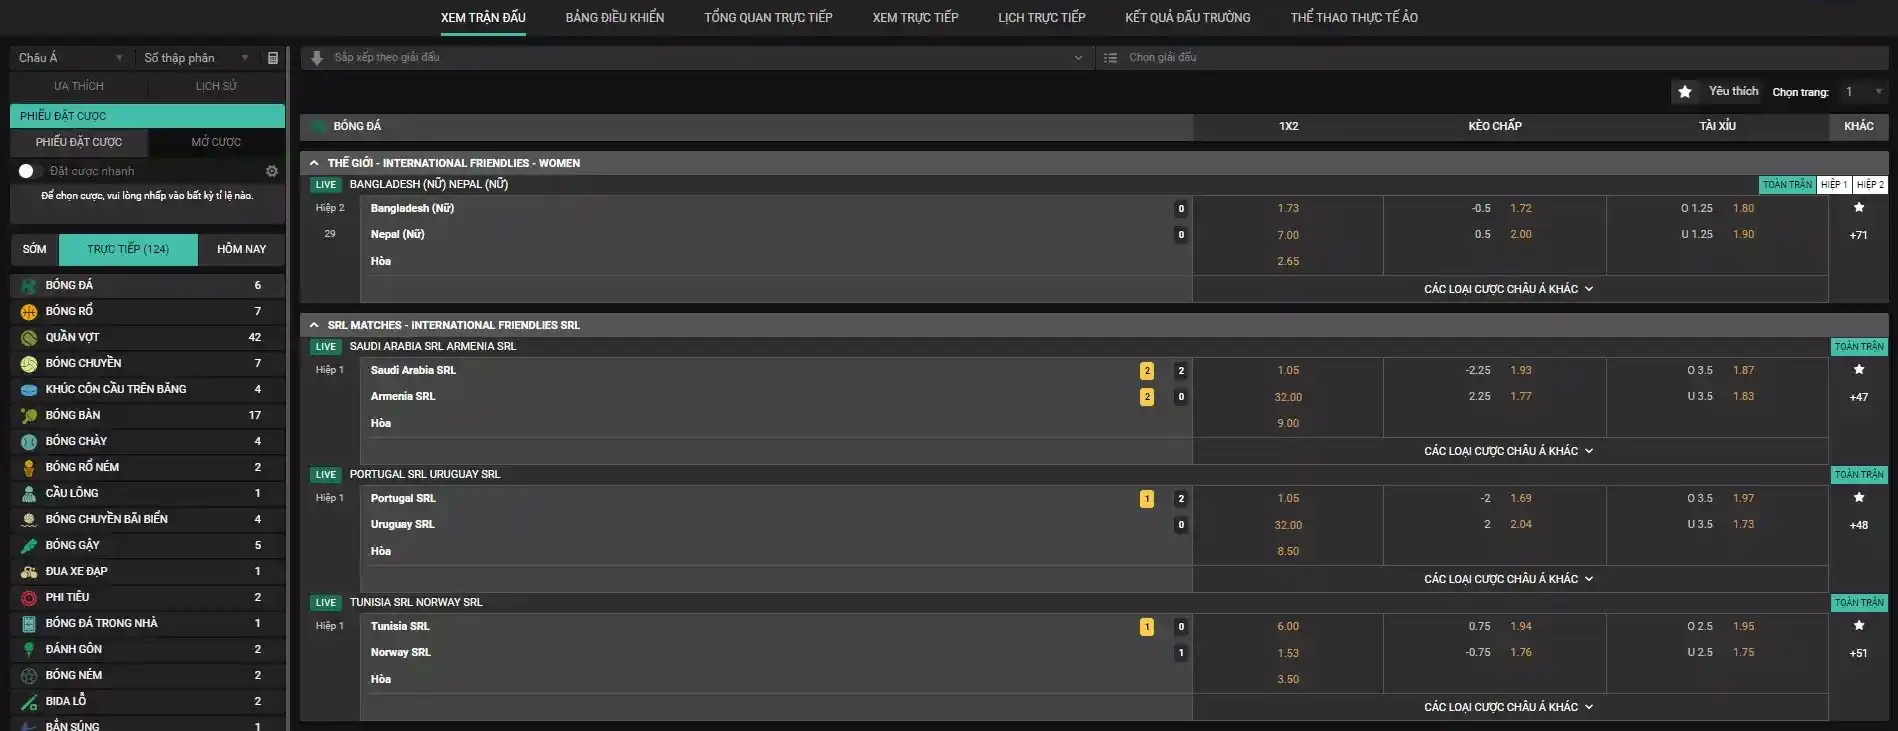 XEM TRẬN ĐẤU BẢNG ĐIỀU KHIỂN TỔNG QUAN TRỰC TIẾP XEM TRỰC TIẾP LỊCH TRỰC TIẾP KẾT QUẢ ĐẤU TRƯỜNG THỂ THAO THỰC TẾ ẢO
Châu Á Số thập phân
ƯA THÍCH LỊCH SỬ
PHIẾU ĐẶT CƯỢC
PHIẾU ĐẶT CƯỢC MỞ CƯỢC
Đặt cược nhanh
Để chọn cược, vui lòng nhấp vào bất kỳ tỉ lệ nào.
SỚM TRỰC TIẾP (124) HÔM NAY
BÓNG ĐÁ 6
BÓNG RỔ 7
QUẦN VỢT 42
BÓNG CHUYỀN 7
KHÚC CÔN CẦU TRÊN BĂNG 4
BÓNG BÀN 17
BÓNG CHÀY 4
BÓNG RỔ NÉM 2
CẦU LÔNG 1
BÓNG CHUYỀN BÃI BIỂN 4
BÓNG GẬY 5
ĐUA XE ĐẠP 1
PHI TIÊU 2
BÓNG ĐÁ TRONG NHÀ 1
ĐÁNH GÔN 2
BÓNG NÉM 2
BIDA LỖ 2
BẮN SÚNG 1
Sắp xếp theo giải đấu Chọn giải đấu
Yêu thích Chọn trang: 1
BÓNG ĐÁ 1X2 KÈO CHẤP TÀI XỈU KHÁC
THẾ GIỚI - INTERNATIONAL FRIENDLIES - WOMEN
LIVE BANGLADESH (NỮ) NEPAL (NỮ) TOÀN TRẬN HIỆP 1 HIỆP 2
Hiệp 2 Bangladesh (Nữ) 0 1.73 -0.5 1.72 O 1.25 1.80
29 Nepal (Nữ) 0 7.00 0.5 2.00 U 1.25 1.90 +71
Hòa 2.65
CÁC LOẠI CƯỢC CHÂU Á KHÁC
SRL MATCHES - INTERNATIONAL FRIENDLIES SRL
LIVE SAUDI ARABIA SRL ARMENIA SRL TOÀN TRẬN
Hiệp 1 Saudi Arabia SRL 2 2 1.05 -2.25 1.93 O 3.5 1.87
Armenia SRL 2 0 32.00 2.25 1.77 U 3.5 1.83 +47
Hòa 9.00
CÁC LOẠI CƯỢC CHÂU Á KHÁC
LIVE PORTUGAL SRL URUGUAY SRL TOÀN TRẬN
Hiệp 1 Portugal SRL 1 2 1.05 -2 1.69 O 3.5 1.97
Uruguay SRL 0 32.00 2 2.04 U 3.5 1.73 +48
Hòa 8.50
CÁC LOẠI CƯỢC CHÂU Á KHÁC
LIVE TUNISIA SRL NORWAY SRL TOÀN TRẬN
Hiệp 1 Tunisia SRL 1 0 6.00 0.75 1.94 O 2.5 1.95
Norway SRL 1 1.53 -0.75 1.76 U 2.5 1.75 +51
Hòa 3.50
CÁC LOẠI CƯỢC CHÂU Á KHÁC